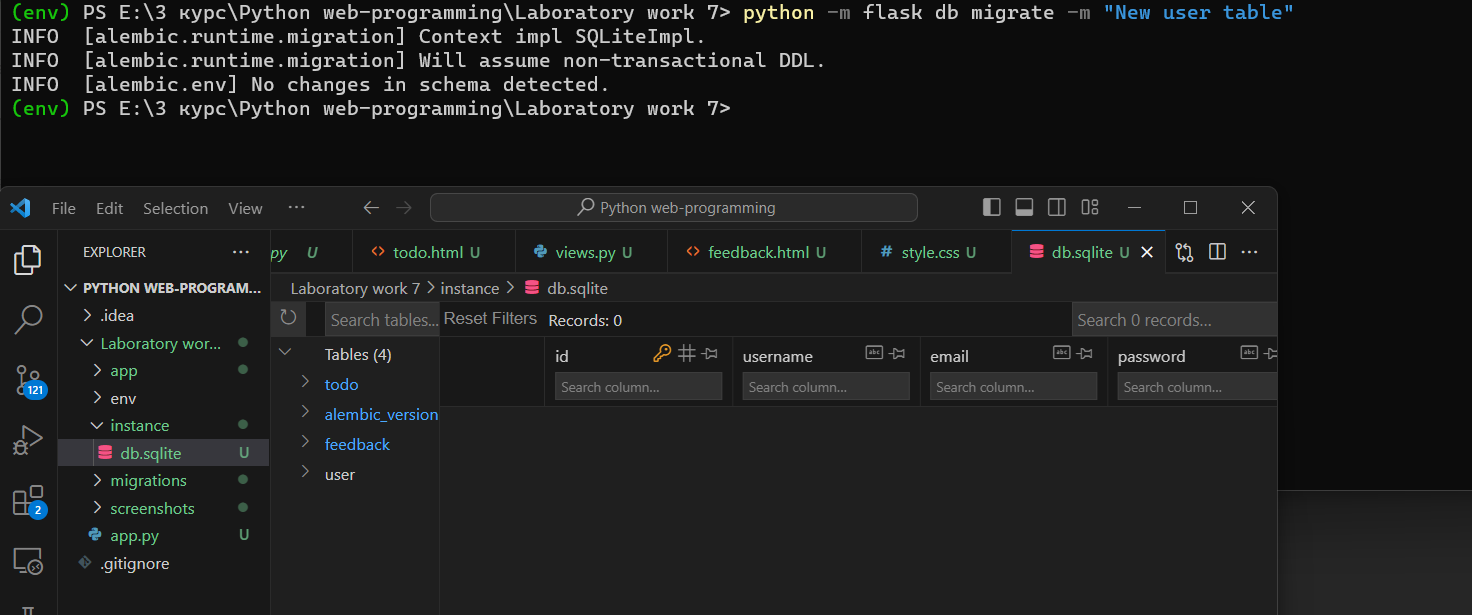 (env) PS E:\3 курс\Python web-programming\Laboratory work 7> python -m flask db migrate -m "New user table"
INFO  [alembic.runtime.migration] Context impl SQLiteImpl.
INFO  [alembic.runtime.migration] Will assume non-transactional DDL.
INFO  [alembic.env] No changes in schema detected.
(env) PS E:\3 курс\Python web-programming\Laboratory work 7>
File Edit Selection View ··· Python web-programming
EXPLORER ··· py U todo.html U views.py U feedback.html U style.css U db.sqlite U ···
PYTHON WEB-PROGRAM... Laboratory work 7 > instance > db.sqlite
.idea Search tables... Reset Filters Records: 0 Search 0 records...
Laboratory wor... Tables (4) id username email password
app todo Search column... Search column... Search column... Search column...
env alembic_version
instance feedback
db.sqlite U user
migrations
screenshots
app.py U
.gitignore
121
2